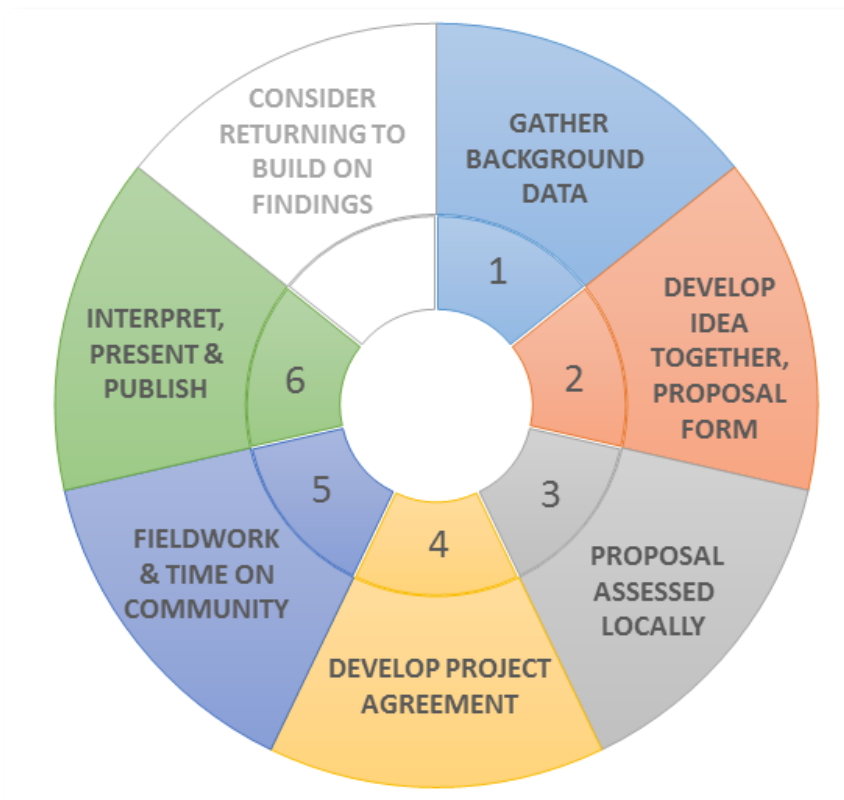 GATHER
BACKGROUND
DATA
1
DEVELOP
IDEA
TOGETHER,
PROPOSAL
FORM
2
PROPOSAL
ASSESSED
LOCALLY
3
DEVELOP PROJECT
AGREEMENT
4
FIELDWORK
& TIME ON
COMMUNITY
5
INTERPRET,
PRESENT &
PUBLISH
6
CONSIDER
RETURNING TO
BUILD ON
FINDINGS